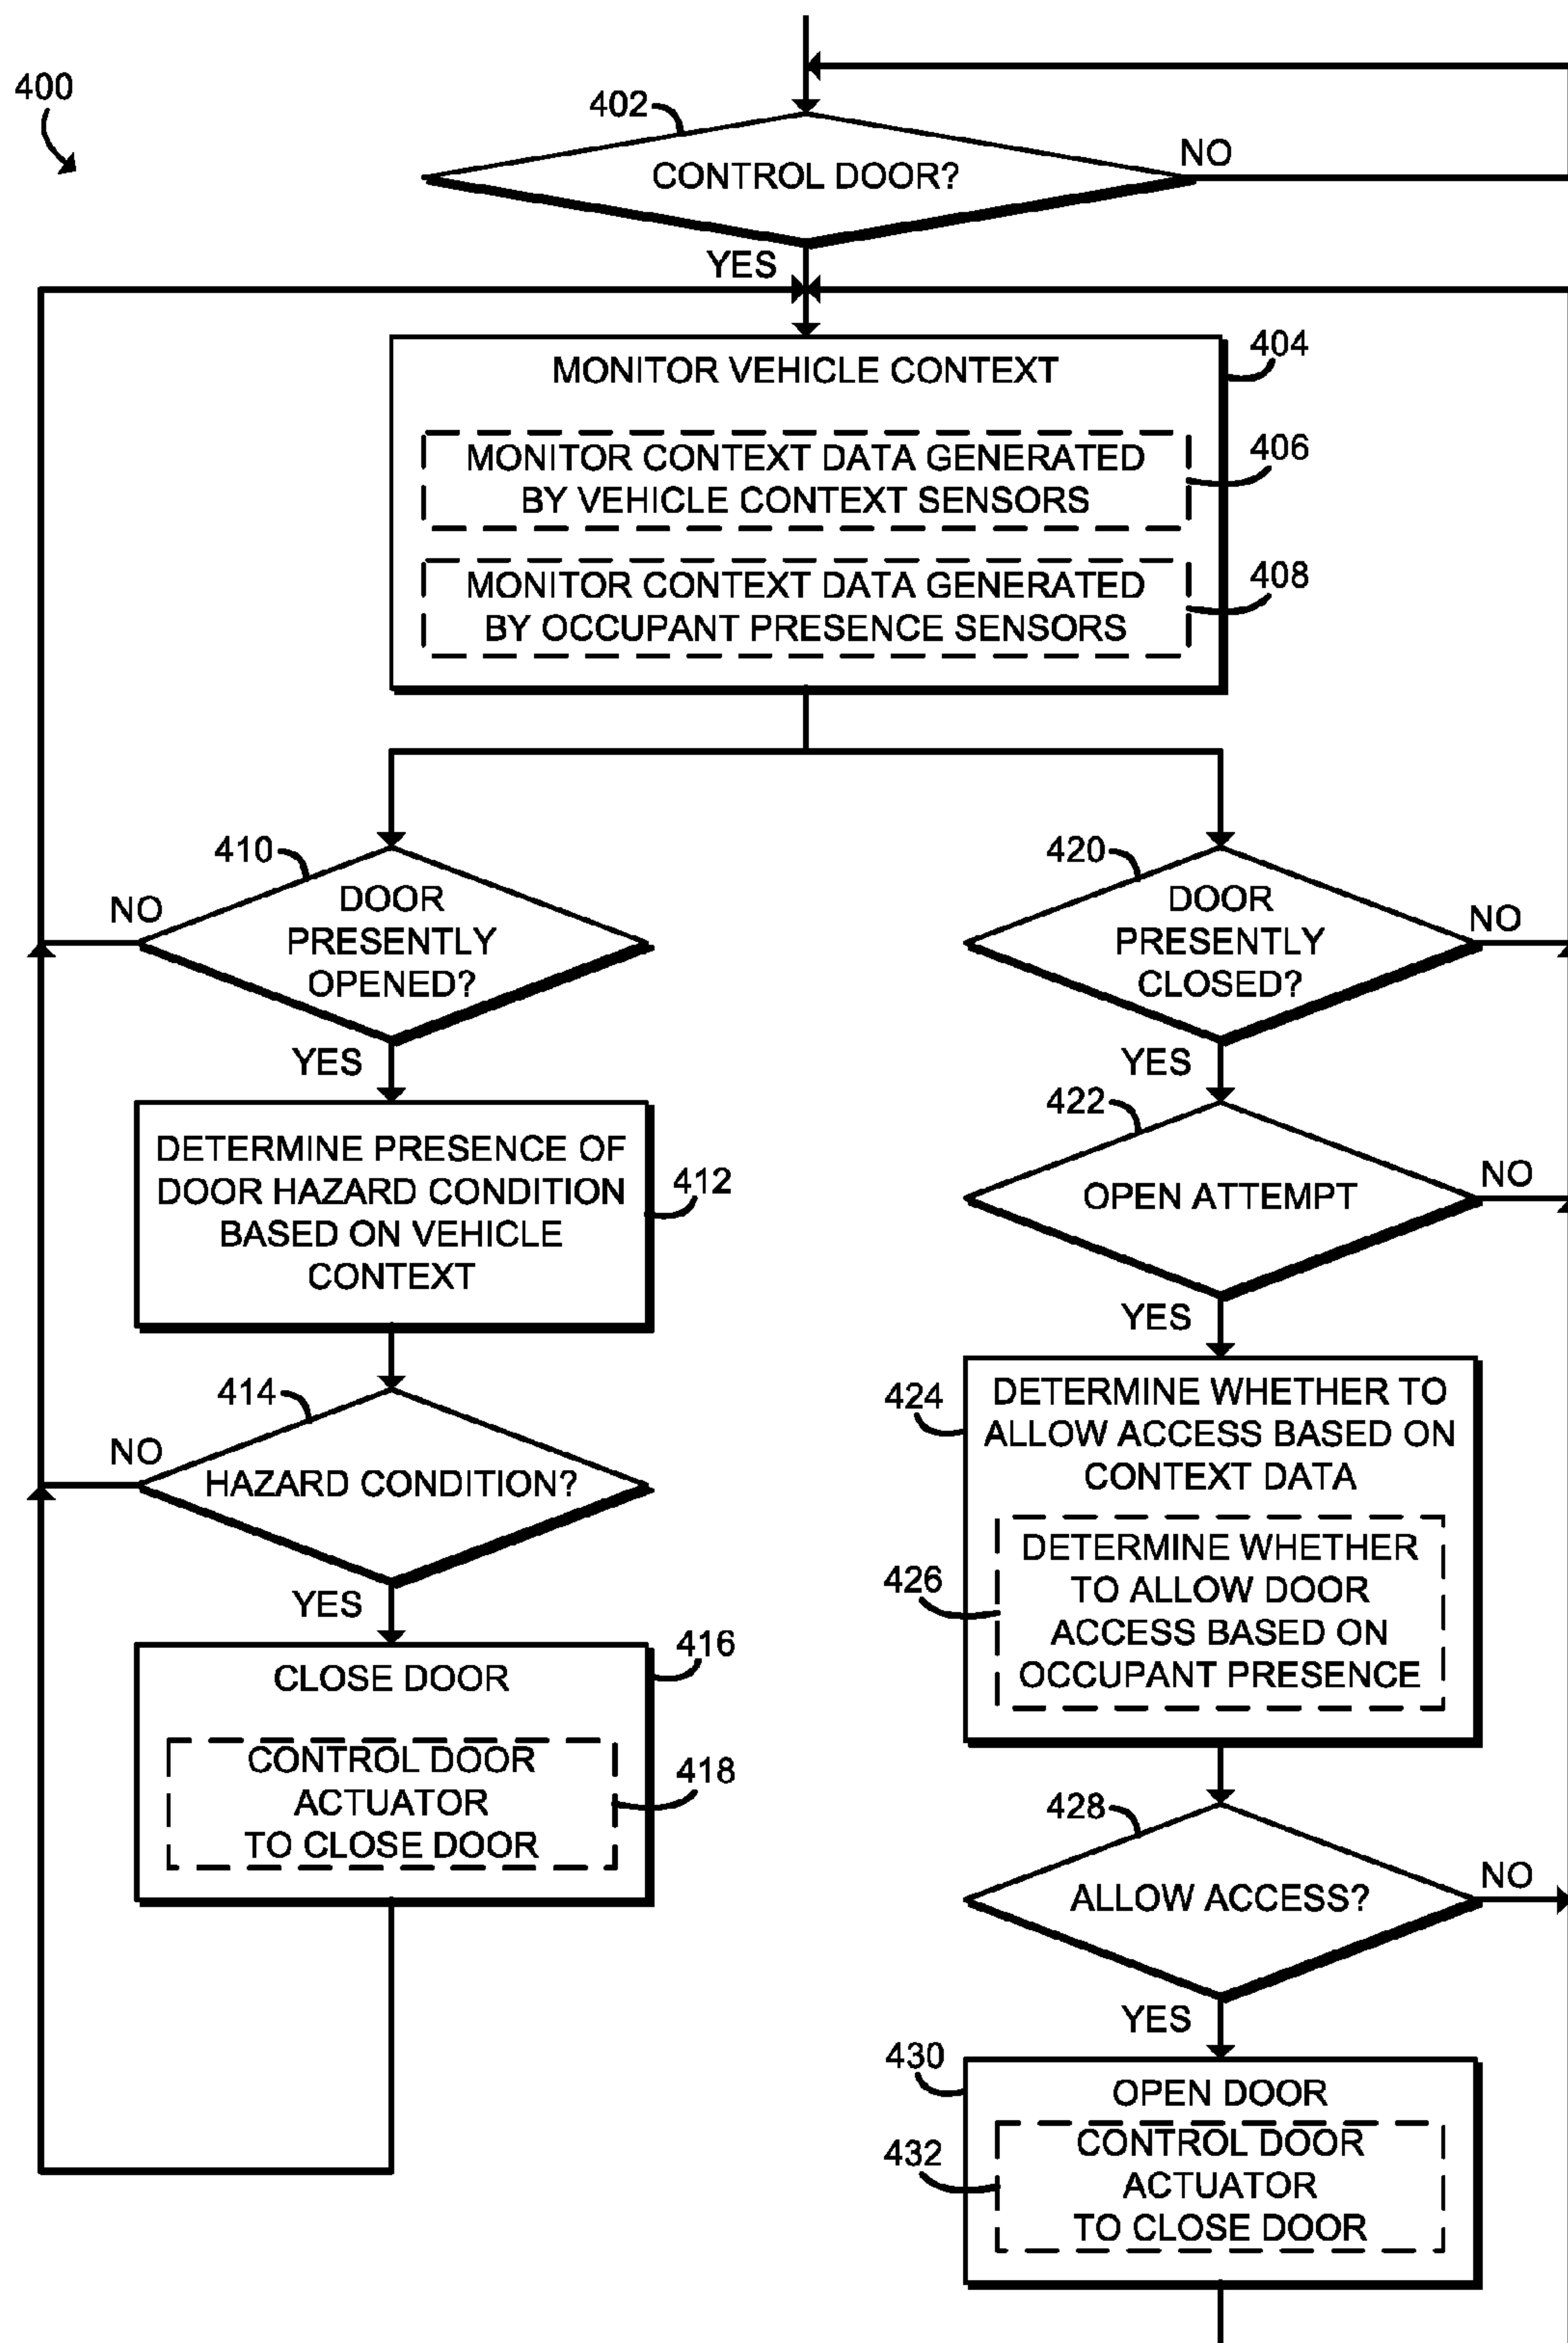 400
402
CONTROL DOOR?
NO
YES
MONITOR VEHICLE CONTEXT
404
MONITOR CONTEXT DATA GENERATED
BY VEHICLE CONTEXT SENSORS
406
MONITOR CONTEXT DATA GENERATED
BY OCCUPANT PRESENCE SENSORS
408
410
DOOR
PRESENTLY
OPENED?
NO
YES
DETERMINE PRESENCE OF
DOOR HAZARD CONDITION
BASED ON VEHICLE
CONTEXT
412
414
HAZARD CONDITION?
NO
YES
CLOSE DOOR
416
CONTROL DOOR
ACTUATOR
TO CLOSE DOOR
418
420
DOOR
PRESENTLY
CLOSED?
NO
YES
422
OPEN ATTEMPT
NO
YES
424
DETERMINE WHETHER TO
ALLOW ACCESS BASED ON
CONTEXT DATA
426
DETERMINE WHETHER
TO ALLOW DOOR
ACCESS BASED ON
OCCUPANT PRESENCE
428
ALLOW ACCESS?
NO
YES
430
OPEN DOOR
432
CONTROL DOOR
ACTUATOR
TO CLOSE DOOR